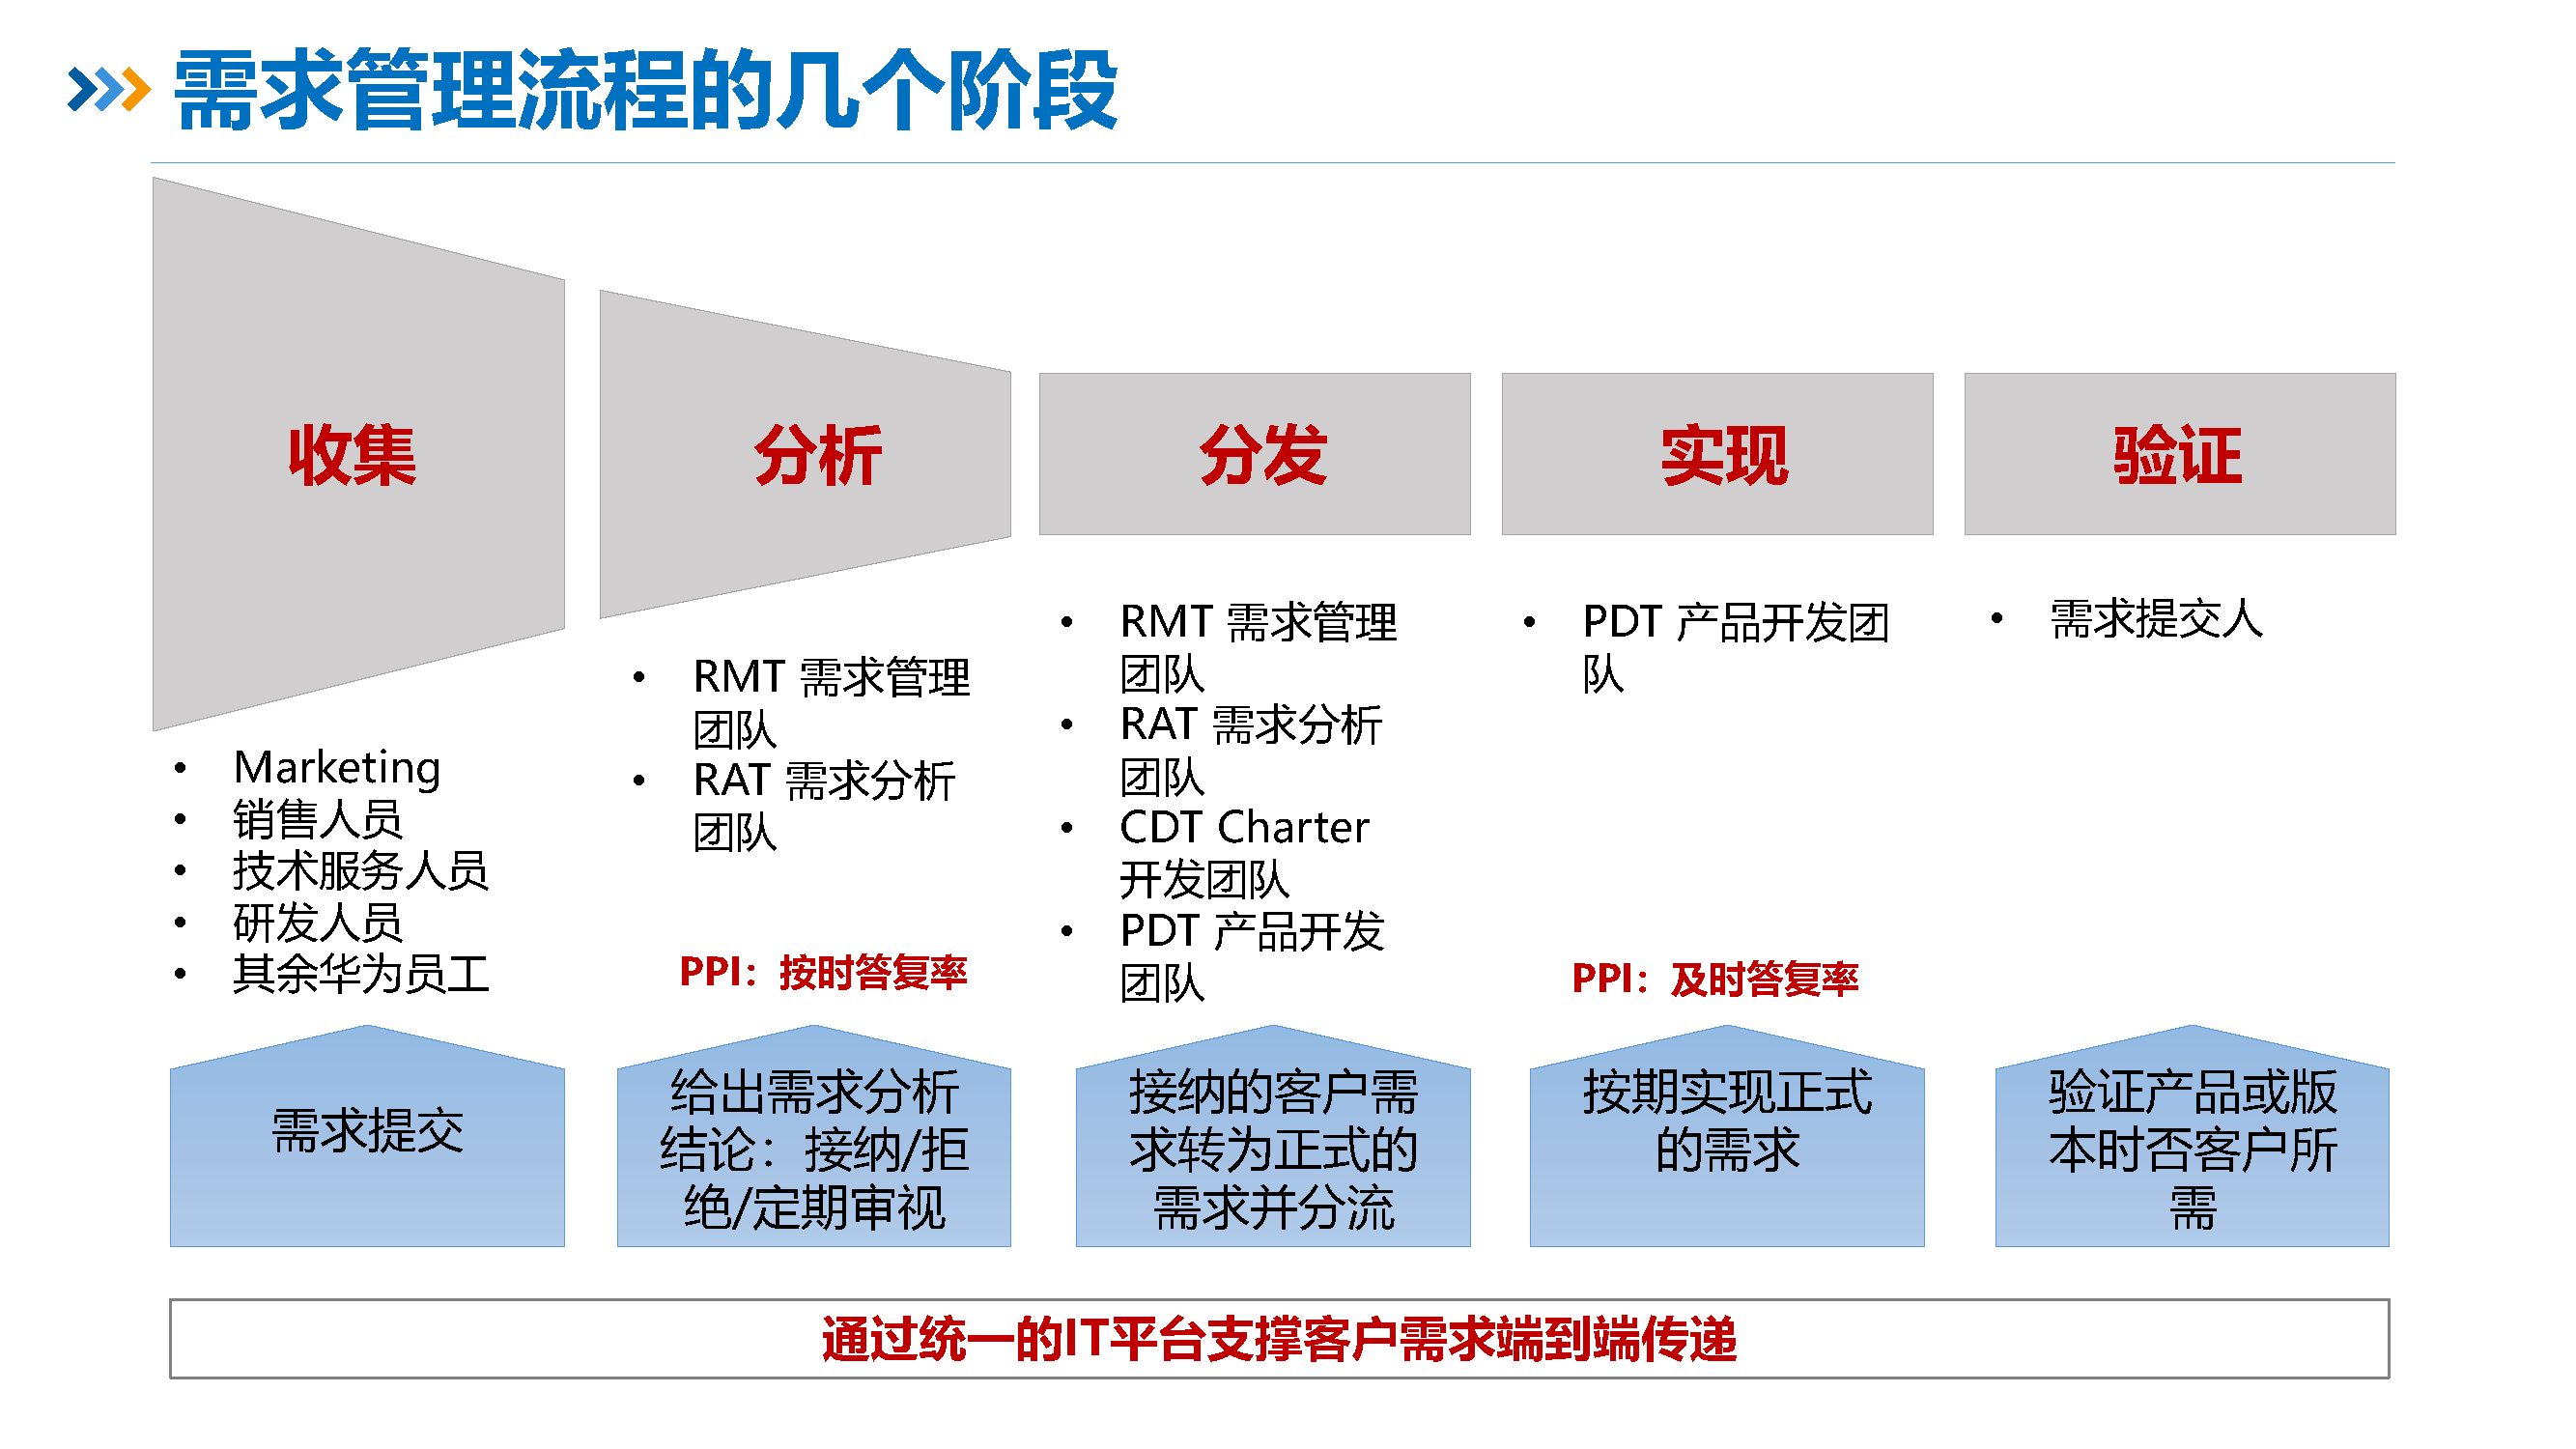 需求管理流程的几个阶段
收集
分析
分发
实现
验证
• Marketing
• 销售人员
• 技术服务人员
• 研发人员
• 其余华为员工
• RMT 需求管理
团队
• RAT 需求分析
团队
PPI：按时答复率
• RMT 需求管理
团队
• RAT 需求分析
团队
• CDT Charter
开发团队
• PDT 产品开发
团队
• PDT 产品开发团
队
PPI：及时答复率
• 需求提交人
需求提交
给出需求分析
结论：接纳/拒
绝/定期审视
接纳的客户需
求转为正式的
需求并分流
按期实现正式
的需求
验证产品或版
本时否客户所
需
通过统一的IT平台支撑客户需求端到端传递